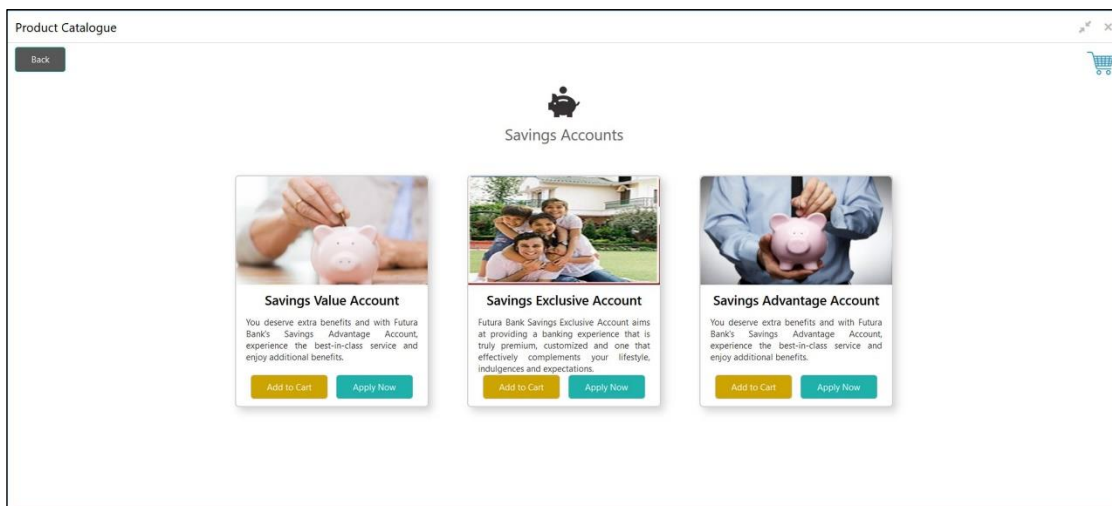 Product Catalogue
Back
Savings Accounts
Savings Value Account
You deserve extra benefits and with Futura
Bank's Savings Advantage Account,
experience the best-in-class service and
enjoy additional benefits.
Add to Cart
Apply Now
Savings Exclusive Account
Futura Bank Savings Exclusive Account aims
at providing a banking experience that is
truly premium, customized and one that
effectively complements your lifestyle,
indulgences and expectations.
Add to Cart
Apply Now
Savings Advantage Account
You deserve extra benefits and with Futura
Bank's Savings Advantage Account,
experience the best-in-class service and
enjoy additional benefits.
Add to Cart
Apply Now